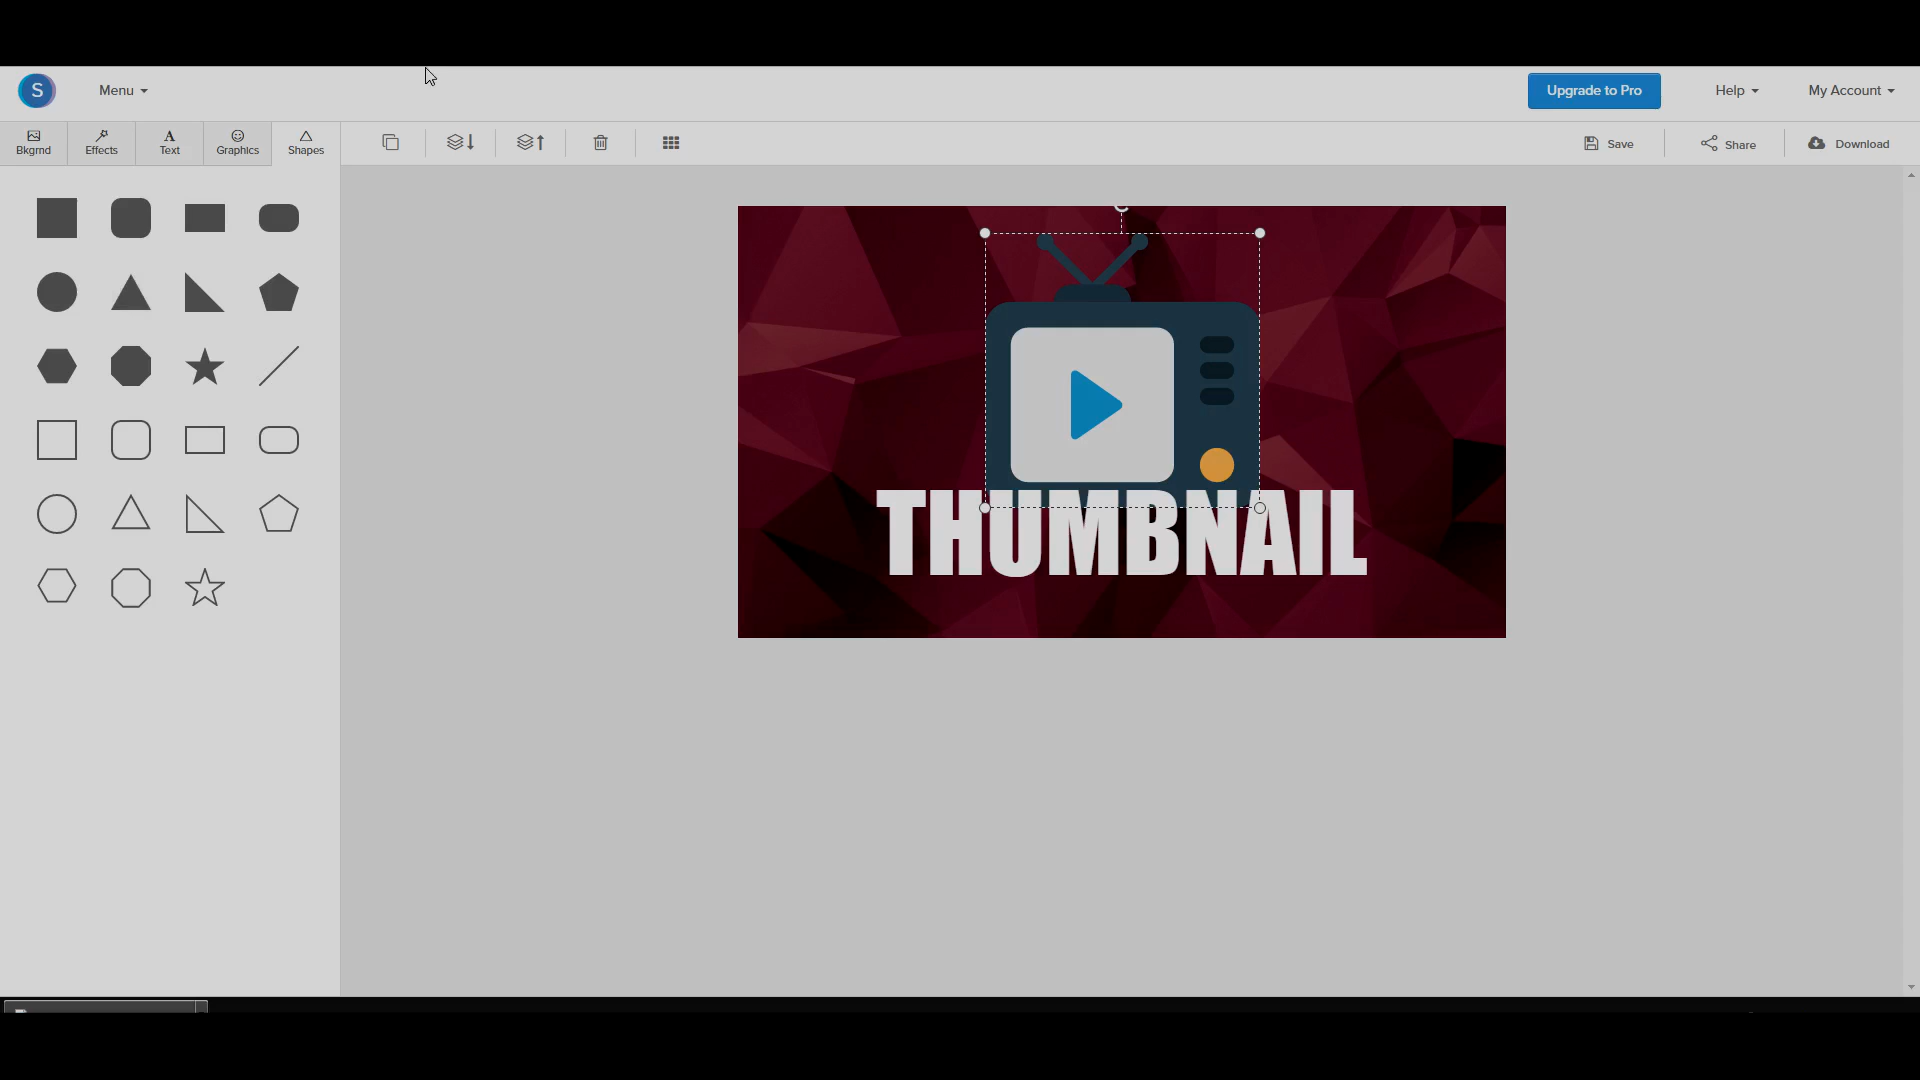 S
Menu
Upgrade to Pro
Help
My Account
Bkgrnd
Effects
Text
Graphics
Shapes
Save
Share
Download
THUMBNAIL